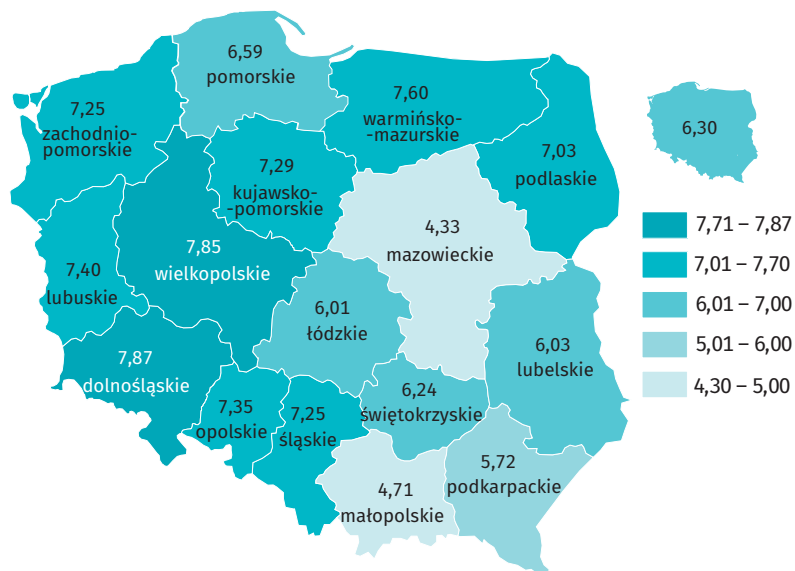 6,59
pomorskie
7,25
zachodnio-
pomorskie
7,60
warmińsko-
-mazurskie
7,03
podlaskie
6,30
7,29
kujawsko-
-pomorskie
4,33
mazowieckie
7,85
wielkopolskie
7,40
lubuskie
6,01
łódzkie
7,87
dolnośląskie
6,03
lubelskie
6,24
świętokrzyskie
7,35
opolskie
7,25
śląskie
5,72
podkarpackie
4,71
małopolskie
7,71 – 7,87
7,01 – 7,70
6,01 – 7,00
5,01 – 6,00
4,30 – 5,00